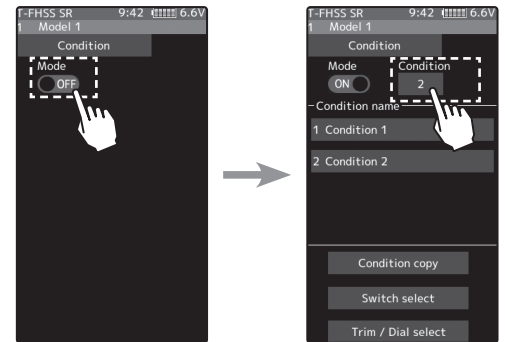 T-FHSS SR 9:42 6.6V
1 Model 1
Condition
Mode
OFF
T-FHSS SR 9:42 6.6V
1 Model 1
Condition
Mode Condition
ON 2
Condition name
1 Condition 1
2 Condition 2
Condition copy
Switch select
Trim / Dial select